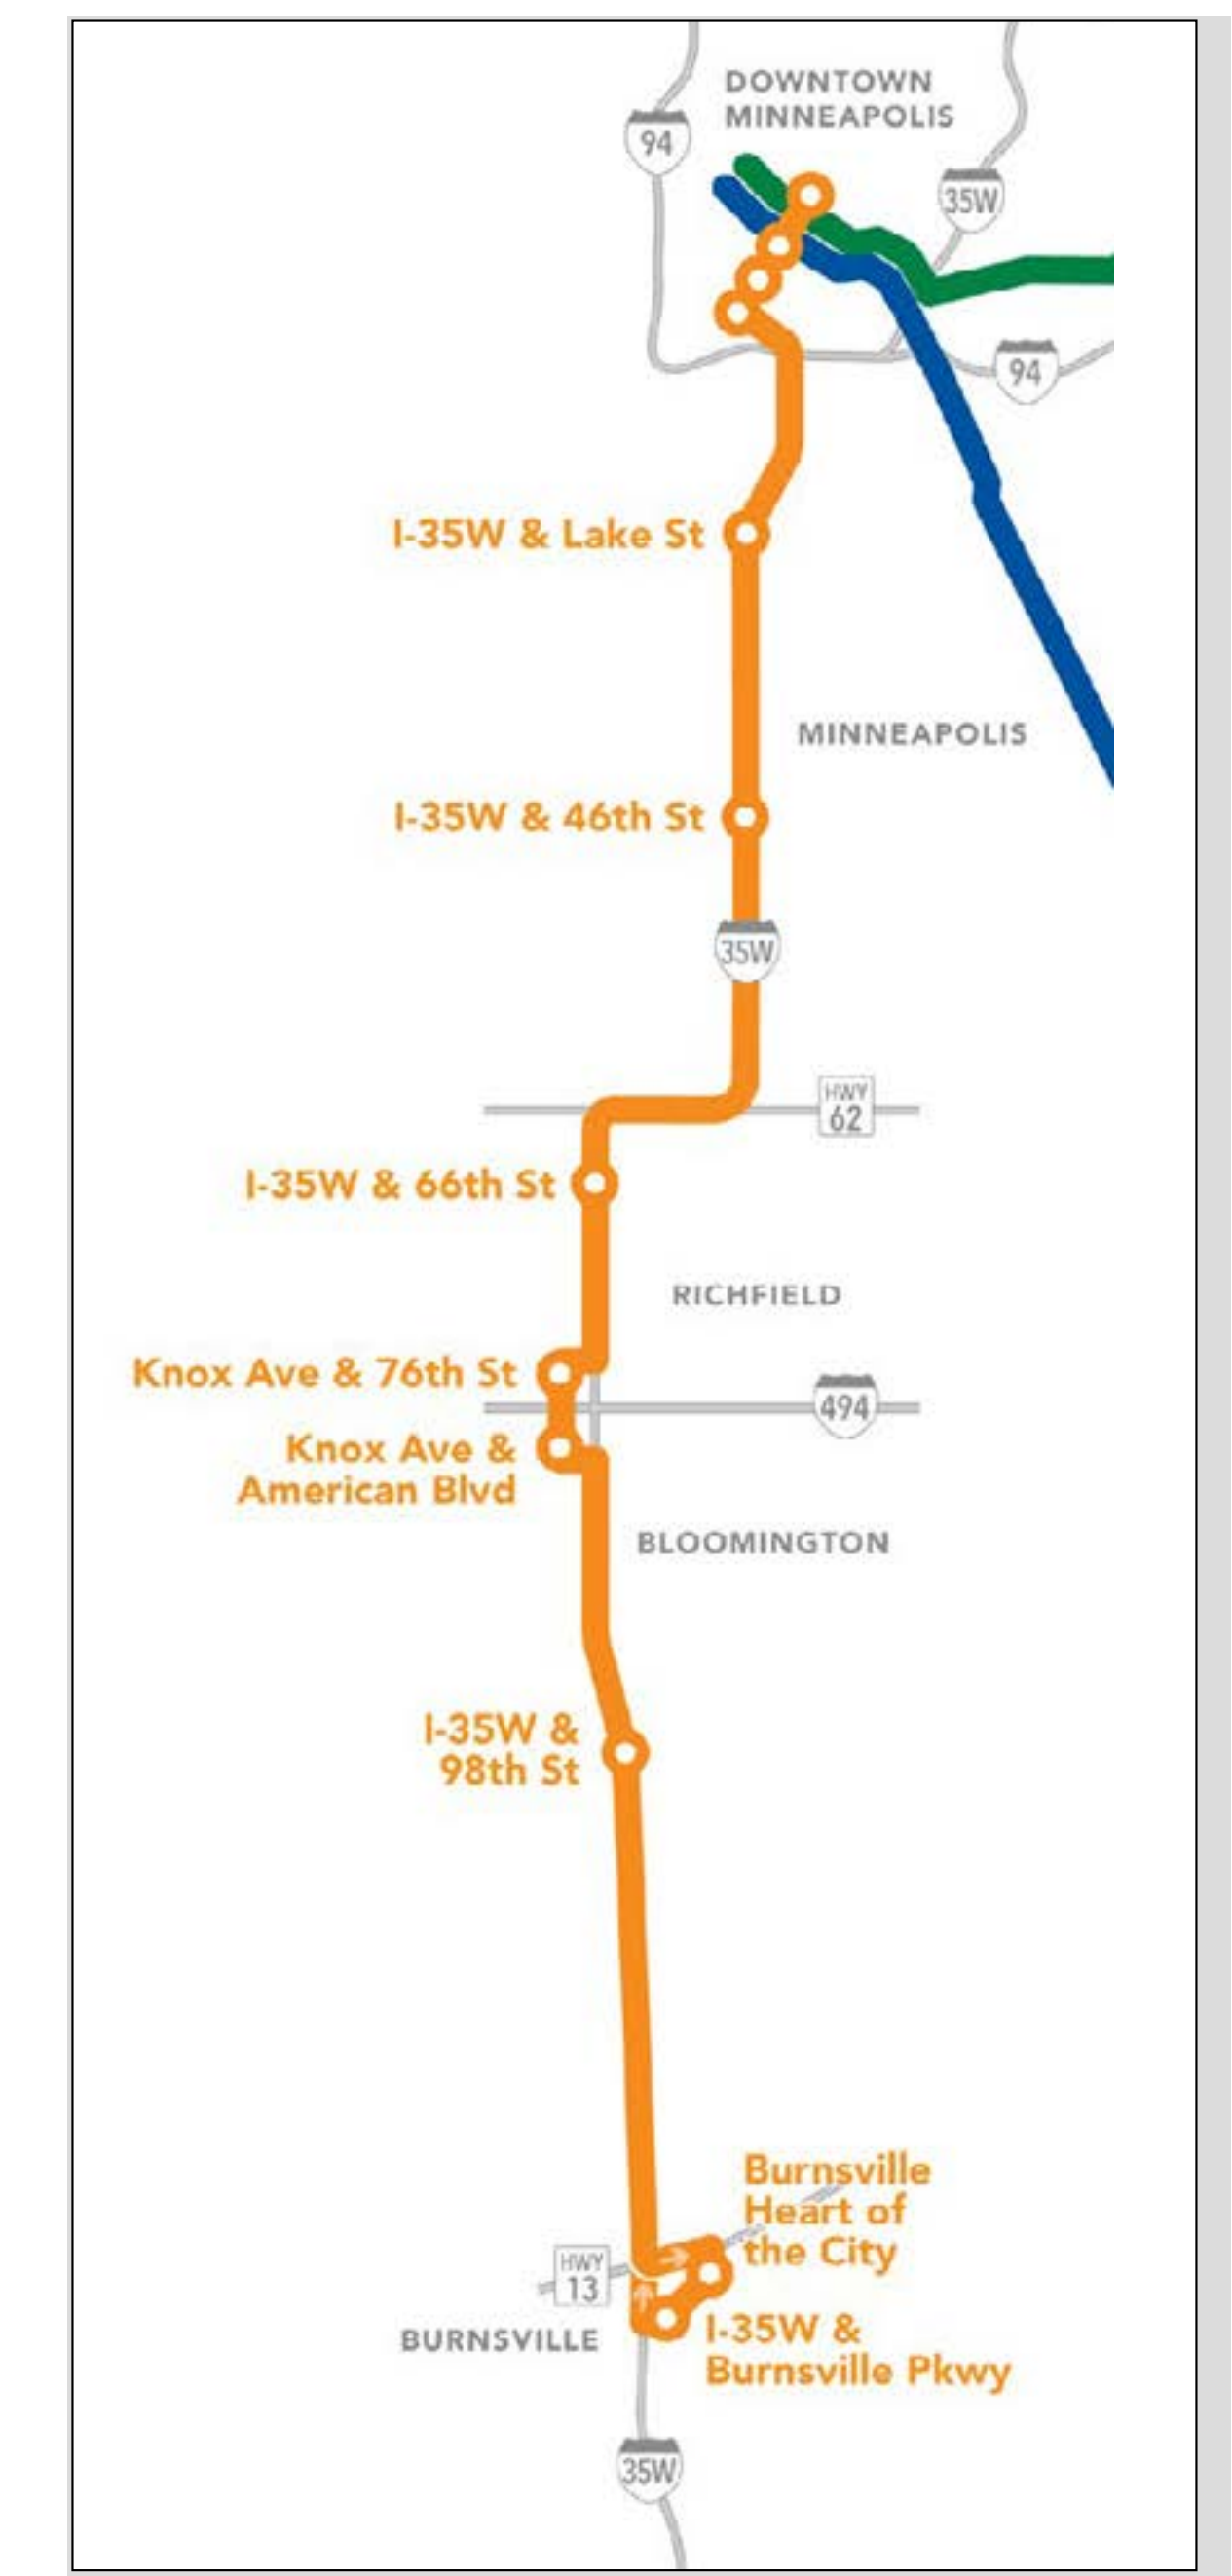 DOWNTOWN
MINNEAPOLIS
94
35W
94
I-35W & Lake St
MINNEAPOLIS
I-35W & 46th St
35W
HWY
62
I-35W & 66th St
RICHFIELD
Knox Ave & 76th St
494
Knox Ave &
American Blvd
BLOOMINGTON
I-35W &
98th St
Burnsville
Heart of
the City
HWY
13
I-35W &
Burnsville Pkwy
BURNSVILLE
35W